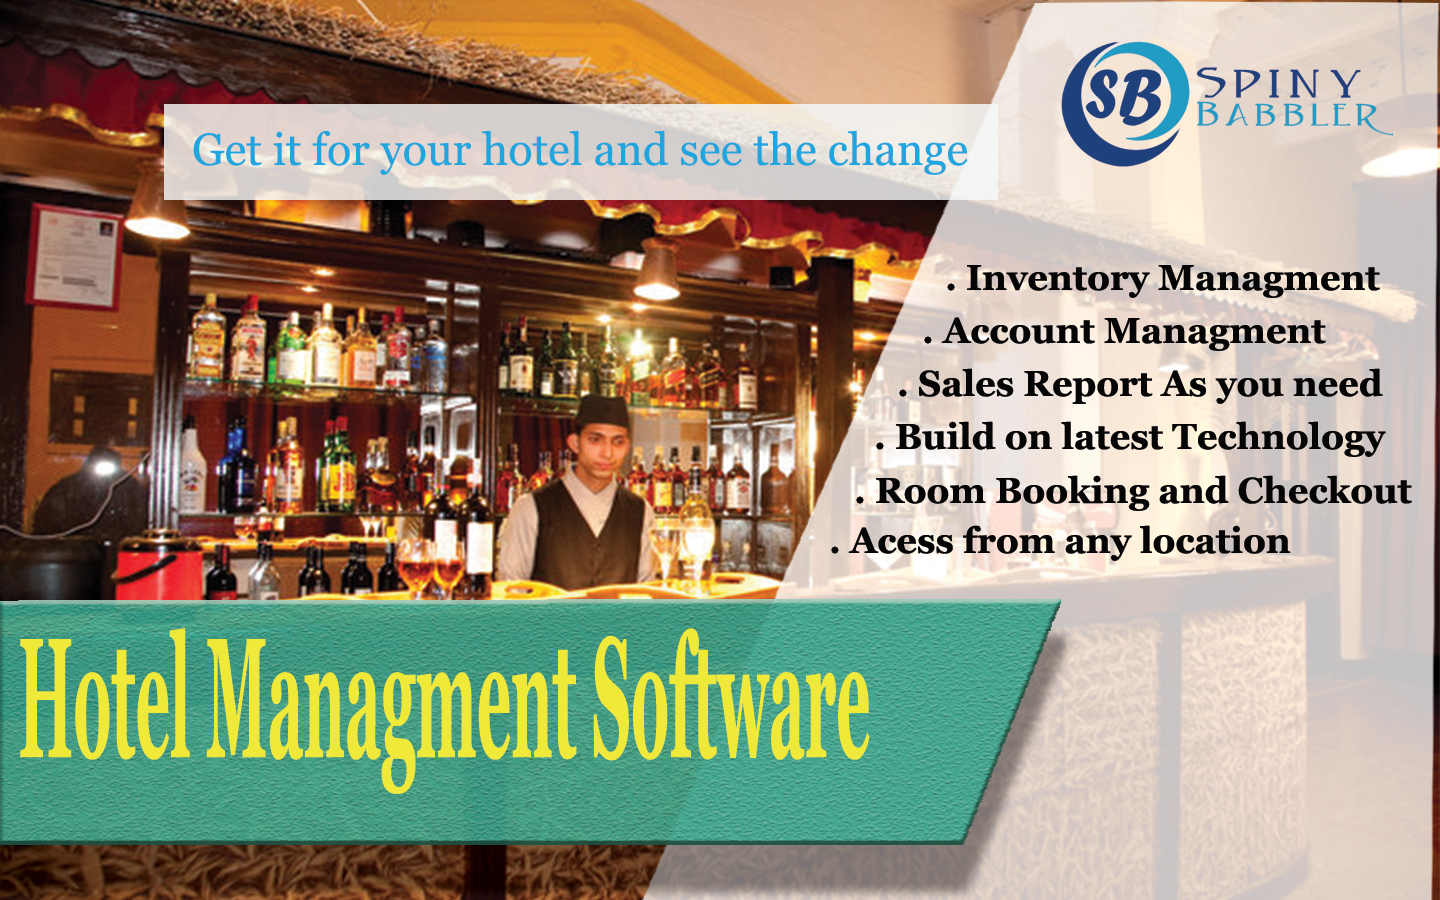 SB SPINY
BABBLER
Get it for your hotel and see the change
. Inventory Managment
. Account Managment
. Sales Report As you need
. Build on latest Technology
. Room Booking and Checkout
. Acess from any location
Hotel Managment Software